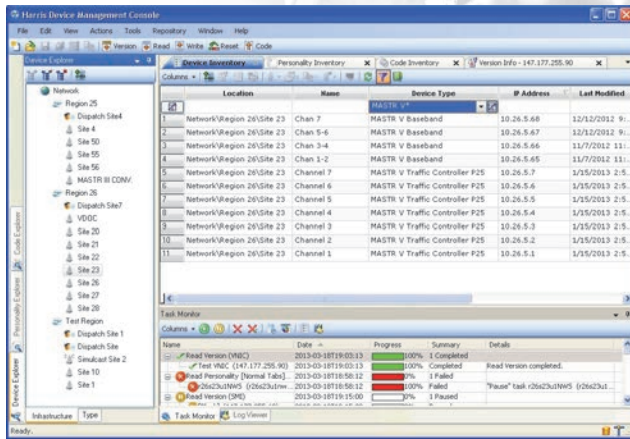 Harris Device Management Console
File Edit View Actions Tools Repository Window Help
Version Read Write Reset Code
Device Explorer
Network
Region 25
Dispatch Site4
Site 4
Site 50
Site 55
Site 56
MASTR III CONV.
Region 26
Dispatch Site7
VDOC
Site 20
Site 21
Site 22
Site 23
Site 26
Site 27
Site 28
Test Region
Dispatch Site 1
Dispatch Site
Simulcast Site 2
Site 10
Site 1
Infrastructure Type
Code Explorer
Personality Explorer
Device Explorer
Device Inventory Personality Inventory Code Inventory Version Info - 147.177.255.90
Columns
Location Name Device Type IP Address Last Modified
MASTR V*
1 Network\Region 26\Site 23 Chan 7 MASTR V Baseband 10.26.5.68 12/12/2012 9:
2 Network\Region 26\Site 23 Chan 5-6 MASTR V Baseband 10.26.5.67 12/12/2012 9:
3 Network\Region 26\Site 23 Chan 3-4 MASTR V Baseband 10.26.5.66 11/7/2012 11:
4 Network\Region 26\Site 23 Chan 1-2 MASTR V Baseband 10.26.5.65 11/7/2012 11:
5 Network\Region 26\Site 23 Channel 7 MASTR V Traffic Controller P25 10.26.5.7 1/15/2013 2:5
6 Network\Region 26\Site 23 Channel 6 MASTR V Traffic Controller P25 10.26.5.6 1/15/2013 2:5
7 Network\Region 26\Site 23 Channel 5 MASTR V Traffic Controller P25 10.26.5.5 1/15/2013 2:5
8 Network\Region 26\Site 23 Channel 4 MASTR V Traffic Controller P25 10.26.5.4 1/15/2013 2:5
9 Network\Region 26\Site 23 Channel 3 MASTR V Traffic Controller P25 10.26.5.3 1/15/2013 2:5
10 Network\Region 26\Site 23 Channel 2 MASTR V Traffic Controller P25 10.26.5.2 1/15/2013 2:5
11 Network\Region 26\Site 23 Channel 1 MASTR V Traffic Controller P25 10.26.5.1 1/15/2013 2:5
Task Monitor
Columns
Name Date Progress Summary Details
Read Version (VNIC) 2013-03-18T19:03:13 100% 1 Completed
Test VNIC (147.177.255.90) 2013-03-18T19:03:13 100% Completed Read Version completed.
Read Personality [Normal Tabs]... 2013-03-18T18:58:12 0% 1 Failed
r26s23u1NWS (r26s23u1nw... 2013-03-18T18:58:12 100% Failed "Pause" task r26s23u1NWS (r26s23u1...
Read Version (SMI) 2013-03-18T19:15:00 0% 1 Paused
Task Monitor Log Viewer
Ready.